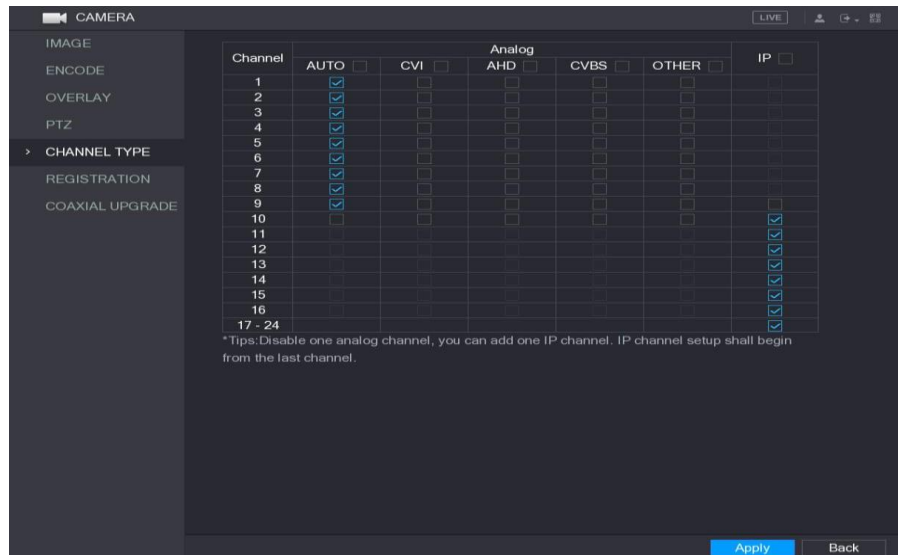 CAMERA
LIVE
IMAGE
ENCODE
OVERLAY
PTZ
> CHANNEL TYPE
REGISTRATION
COAXIAL UPGRADE
Channel
Analog
IP
AUTO CVI AHD CVBS OTHER
1
2
3
4
5
6
7
8
9
10
11
12
13
14
15
16
17 - 24
*Tips:Disable one analog channel, you can add one IP channel. IP channel setup shall begin
from the last channel.
Apply Back